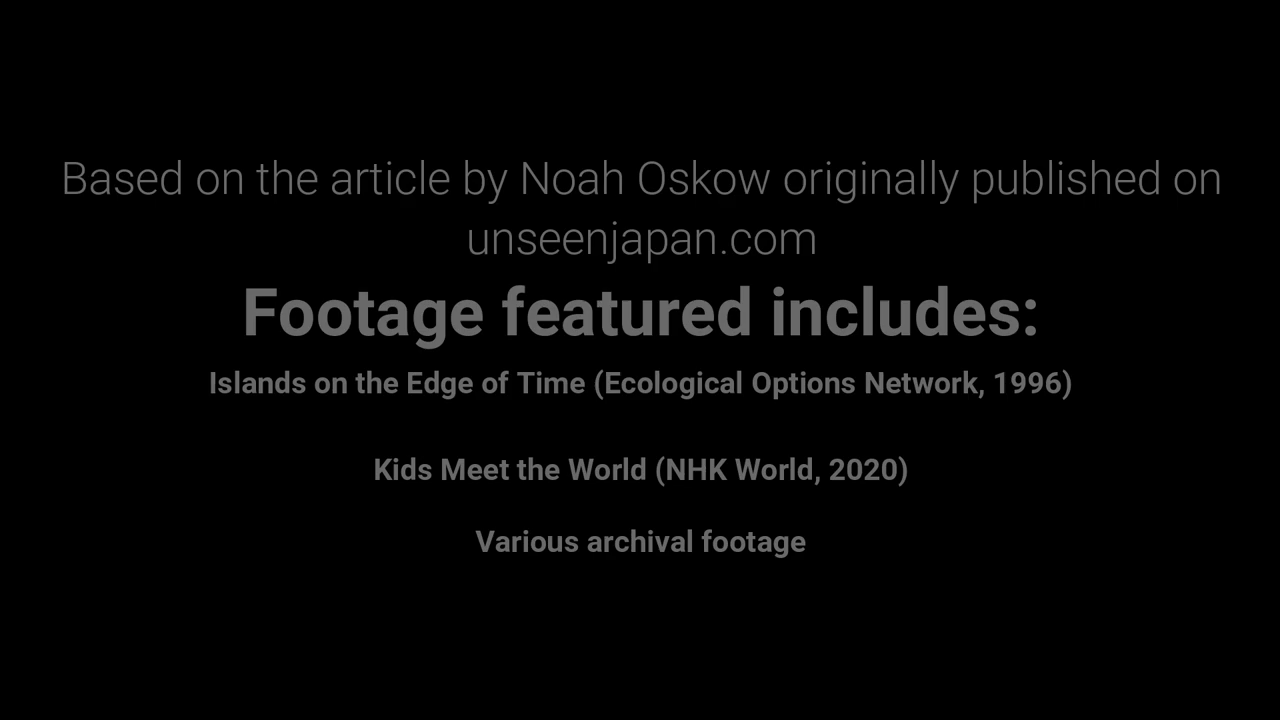 Based on the article by Noah Oskow originally published on
unseenjapan.com
Footage featured includes:
Islands on the Edge of Time (Ecological Options Network, 1996)
Kids Meet the World (NHK World, 2020)
Various archival footage